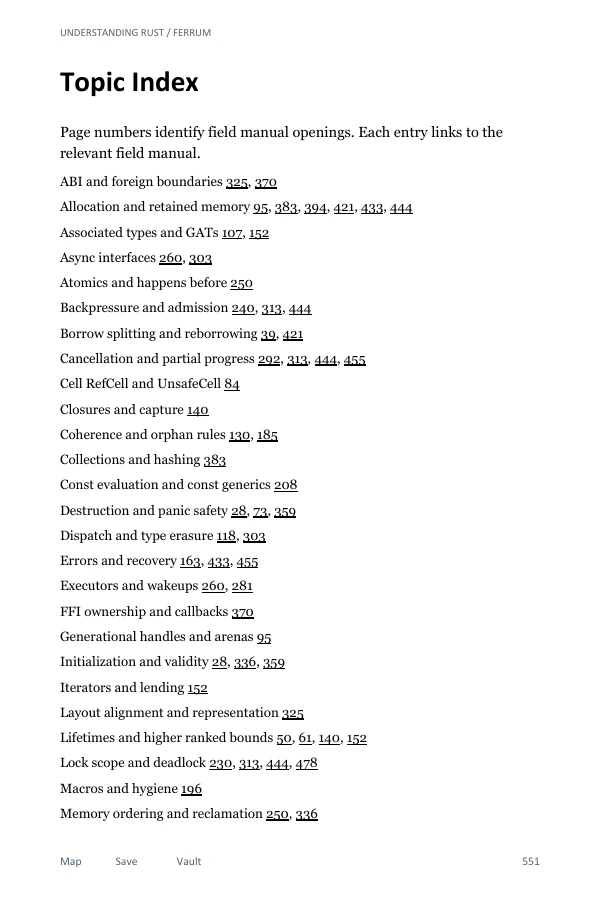 UNDERSTANDING RUST / FERRUM
Topic Index
Page numbers identify field manual openings. Each entry links to the
relevant field manual.
ABI and foreign boundaries 325, 370
Allocation and retained memory 95, 383, 394, 421, 433, 444
Associated types and GATs 107, 152
Async interfaces 260, 303
Atomics and happens before 250
Backpressure and admission 240, 313, 444
Borrow splitting and reborrowing 39, 421
Cancellation and partial progress 292, 313, 444, 455
Cell RefCell and UnsafeCell 84
Closures and capture 140
Coherence and orphan rules 130, 185
Collections and hashing 383
Const evaluation and const generics 208
Destruction and panic safety 28, 73, 359
Dispatch and type erasure 118, 303
Errors and recovery 163, 433, 455
Executors and wakeups 260, 281
FFI ownership and callbacks 370
Generational handles and arenas 95
Initialization and validity 28, 336, 359
Iterators and lending 152
Layout alignment and representation 325
Lifetimes and higher ranked bounds 50, 61, 140, 152
Lock scope and deadlock 230, 313, 444, 478
Macros and hygiene 196
Memory ordering and reclamation 250, 336
Map Save Vault 551